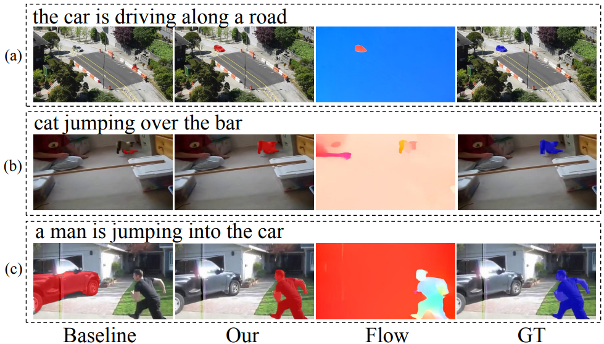 the car is driving along a road
(a)
cat jumping over the bar
(b)
a man is jumping into the car
(c)
Baseline Our Flow GT